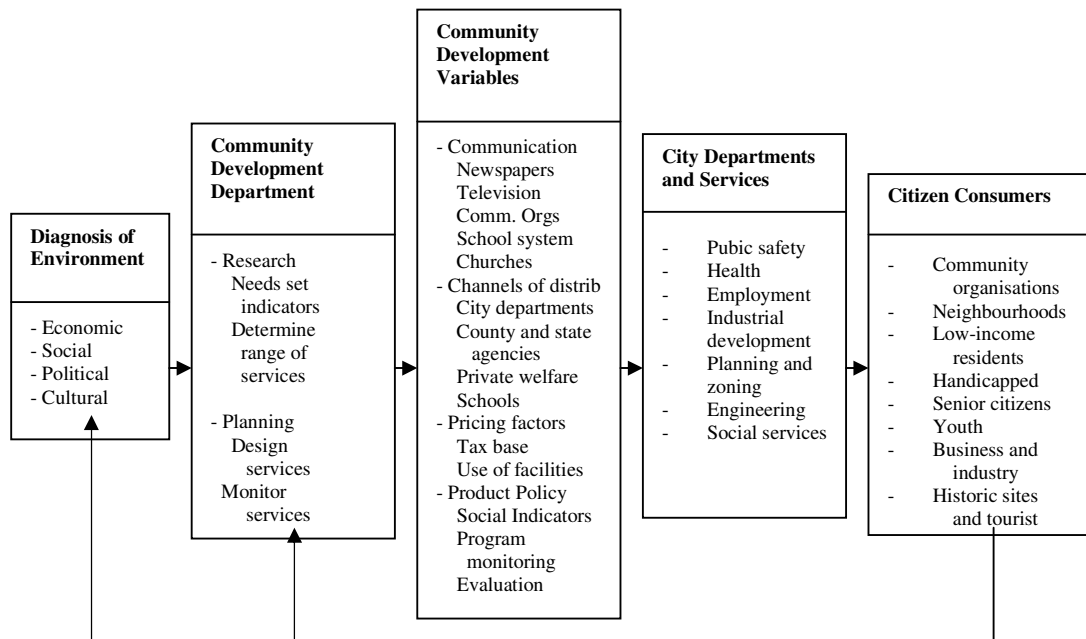 Diagnosis of
Environment
- Economic
- Social
- Political
- Cultural
Community
Development
Department
- Research
Needs set
indicators
Determine
range of
services
- Planning
Design
services
Monitor
services
Community
Development
Variables
- Communication
Newspapers
Television
Comm. Orgs
School system
Churches
- Channels of distrib
City departments
County and state
agencies
Private welfare
Schools
- Pricing factors
Tax base
Use of facilities
- Product Policy
Social Indicators
Program
monitoring
Evaluation
City Departments
and Services
- Pubic safety
- Health
- Employment
- Industrial
development
- Planning and
zoning
- Engineering
- Social services
Citizen Consumers
- Community
organisations
- Neighbourhoods
- Low-income
residents
- Handicapped
- Senior citizens
- Youth
- Business and
industry
- Historic sites
and tourist